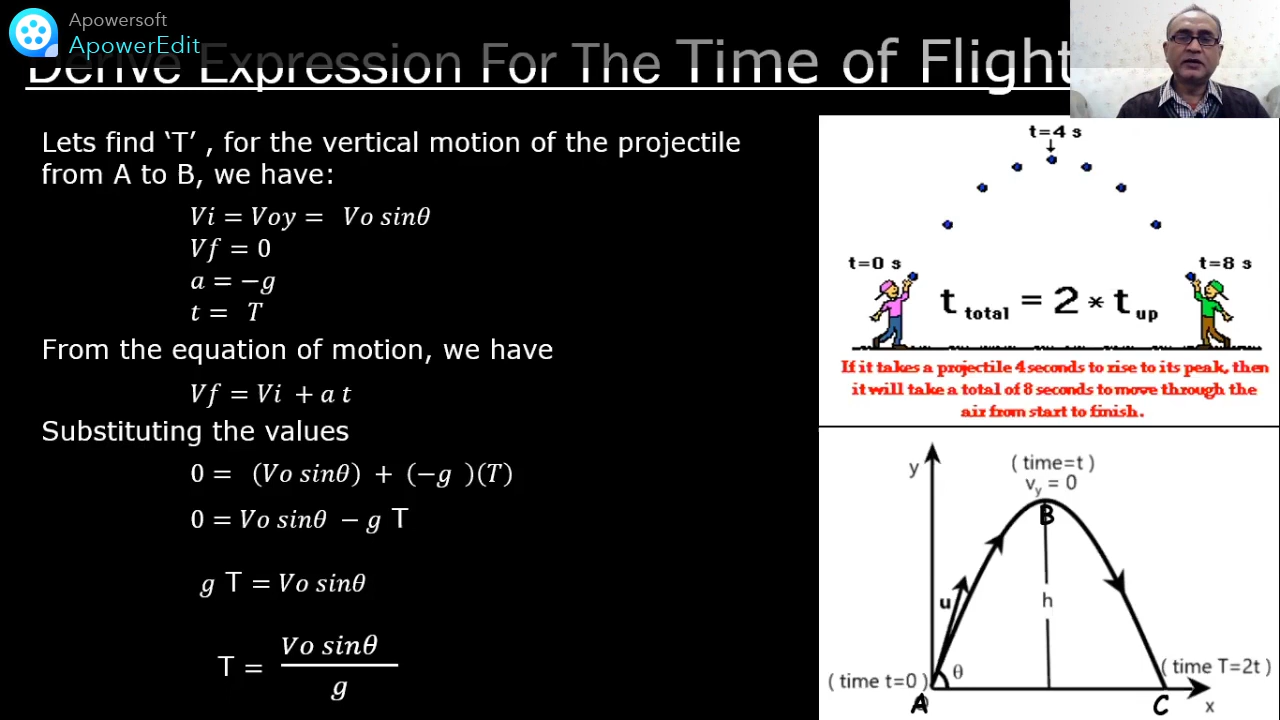 Apowersoft
ApowerEdit
Derive Expression For The Time of Flight
Lets find ‘T’ , for the vertical motion of the projectile
from A to B, we have:
Vi = Voy = Vo sinθ
Vf = 0
a = −g
t = T
From the equation of motion, we have
Vf = Vi + a t
Substituting the values
0 = (Vo sinθ) + (−g )(T)
0 = Vo sinθ − g T
g T = Vo sinθ
T = Vo sinθ
g
t=4 s
t=0 s
t=8 s
t total = 2 * t up
If it takes a projectile 4 seconds to rise to its peak, then
it will take a total of 8 seconds to move through the
air from start to finish.
y
( time=t )
vy = 0
B
u
h
θ
( time t=0 )
( time T=2t )
A
C
x